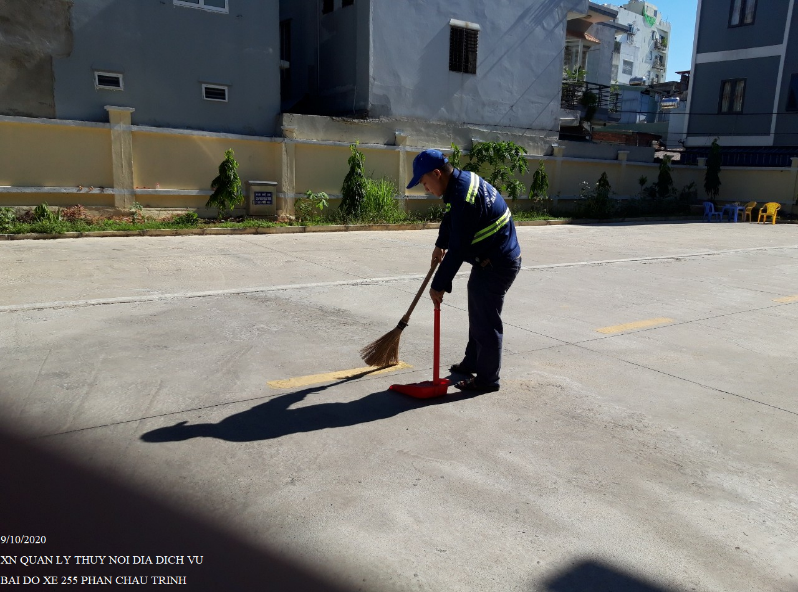 9/10/2020
XN QUAN LY THUY NOI DIA DICH VU
BAI DO XE 255 PHAN CHAU TRINH